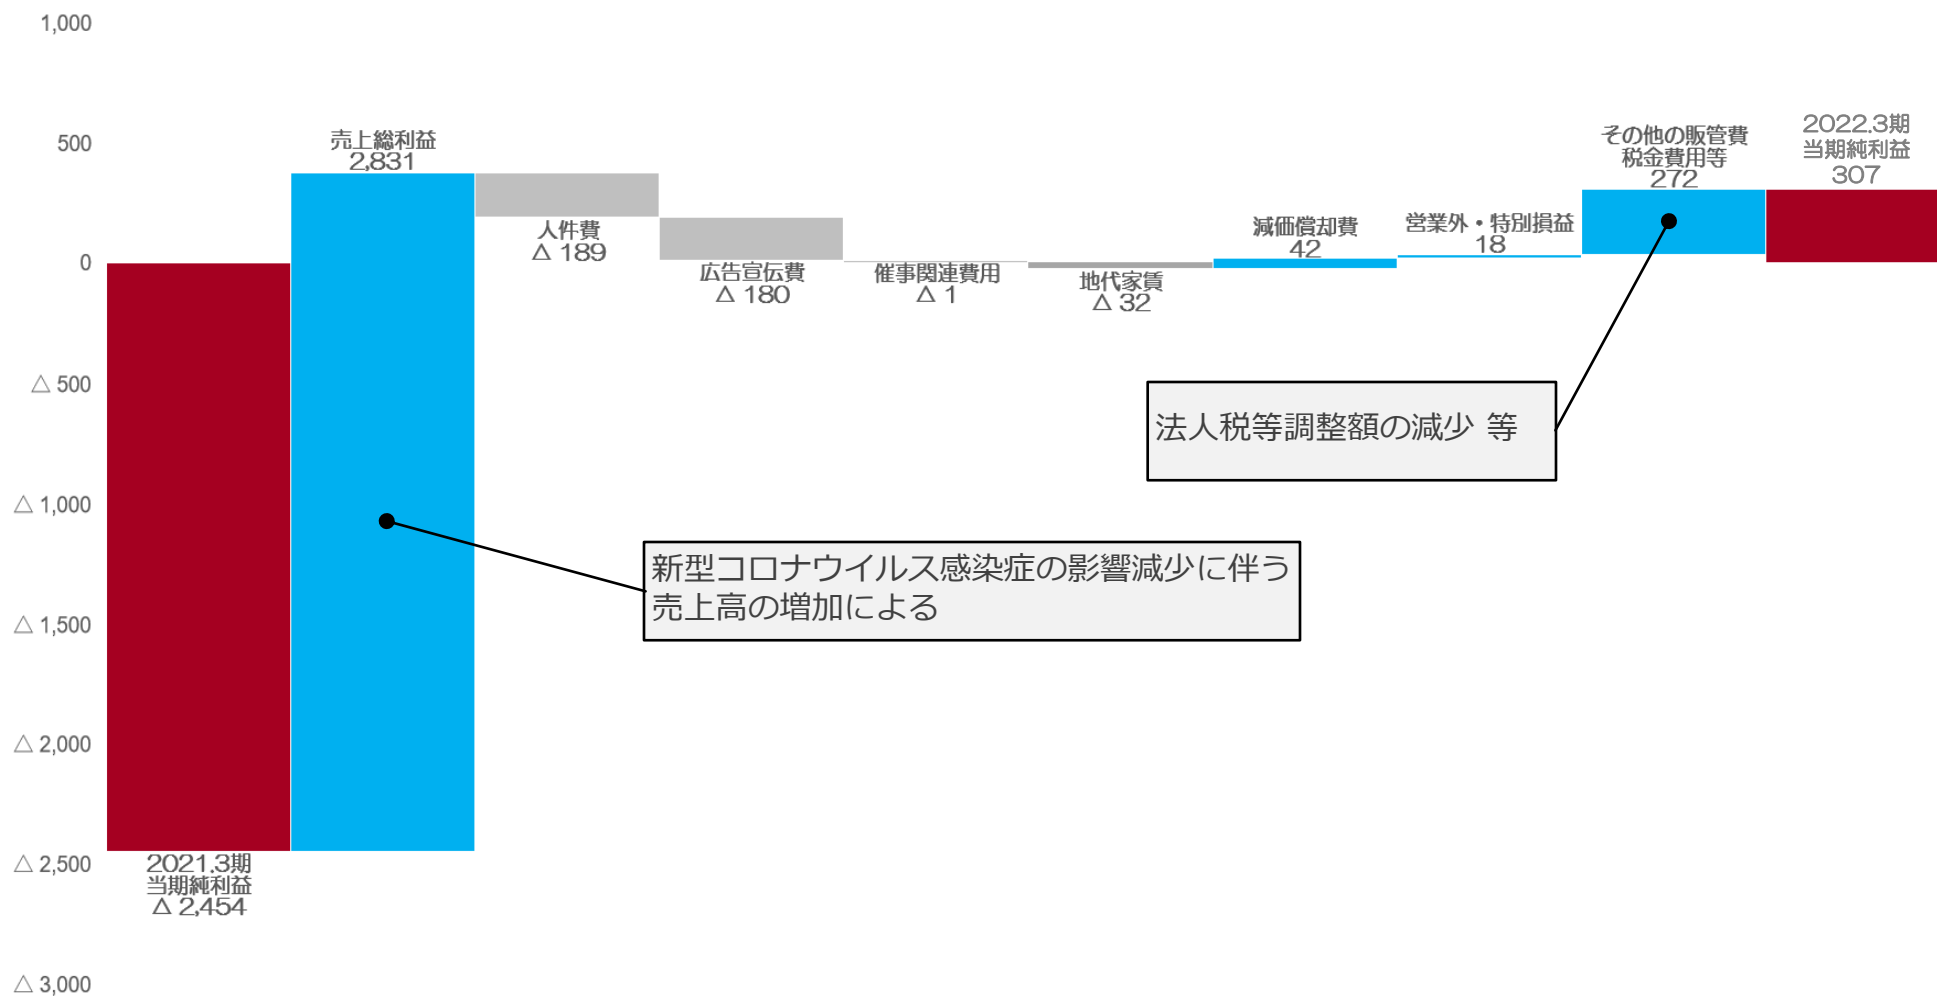 1,000
500
0
△ 500
△ 1,000
△ 1,500
△ 2,000
△ 2,500
△ 3,000
2021.3期
当期純利益
△ 2,454
売上総利益
2,831
人件費
△ 189
広告宣伝費
△ 180
催事関連費用
△ 1
地代家賃
△ 32
減価償却費
42
営業外・特別損益
18
その他の販管費
税金費用等
272
2022.3期
当期純利益
307
法人税等調整額の減少 等
新型コロナウイルス感染症の影響減少に伴う
売上高の増加による